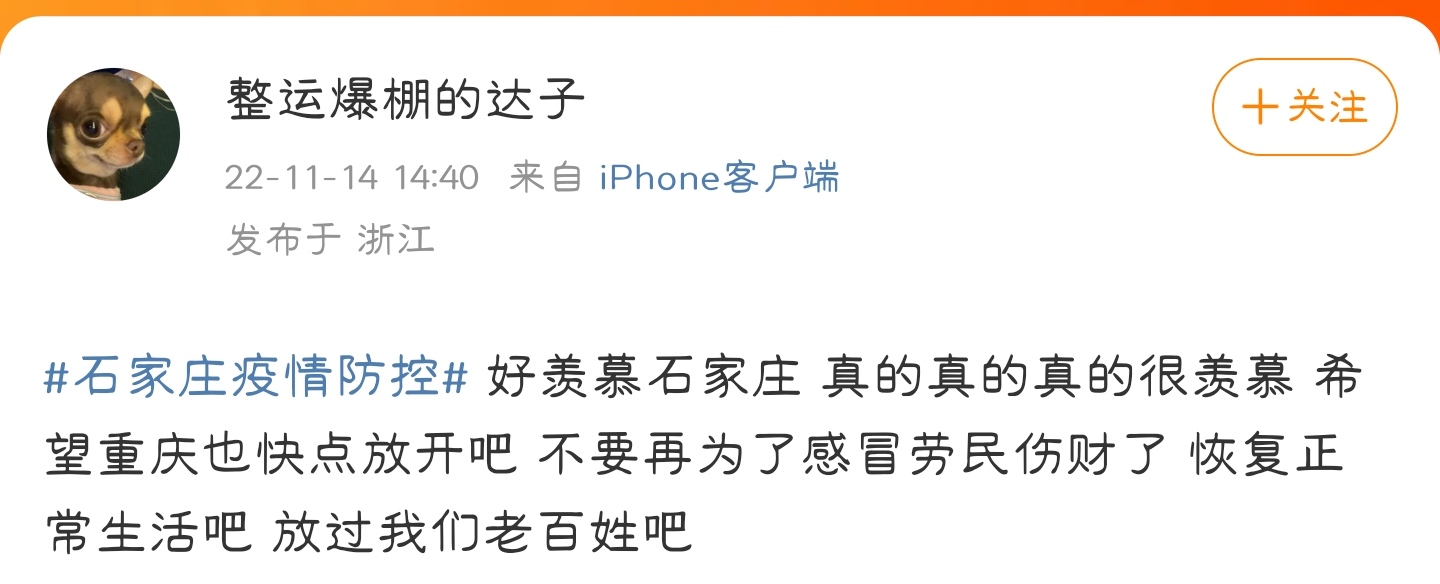 整运爆棚的达子
+关注
22-11-14 14:40 来自 iPhone客户端
发布于 浙江
#石家庄疫情防控# 好羡慕石家庄 真的真的真的很羡慕 希
望重庆也快点放开吧 不要再为了感冒劳民伤财了 恢复正
常生活吧 放过我们老百姓吧